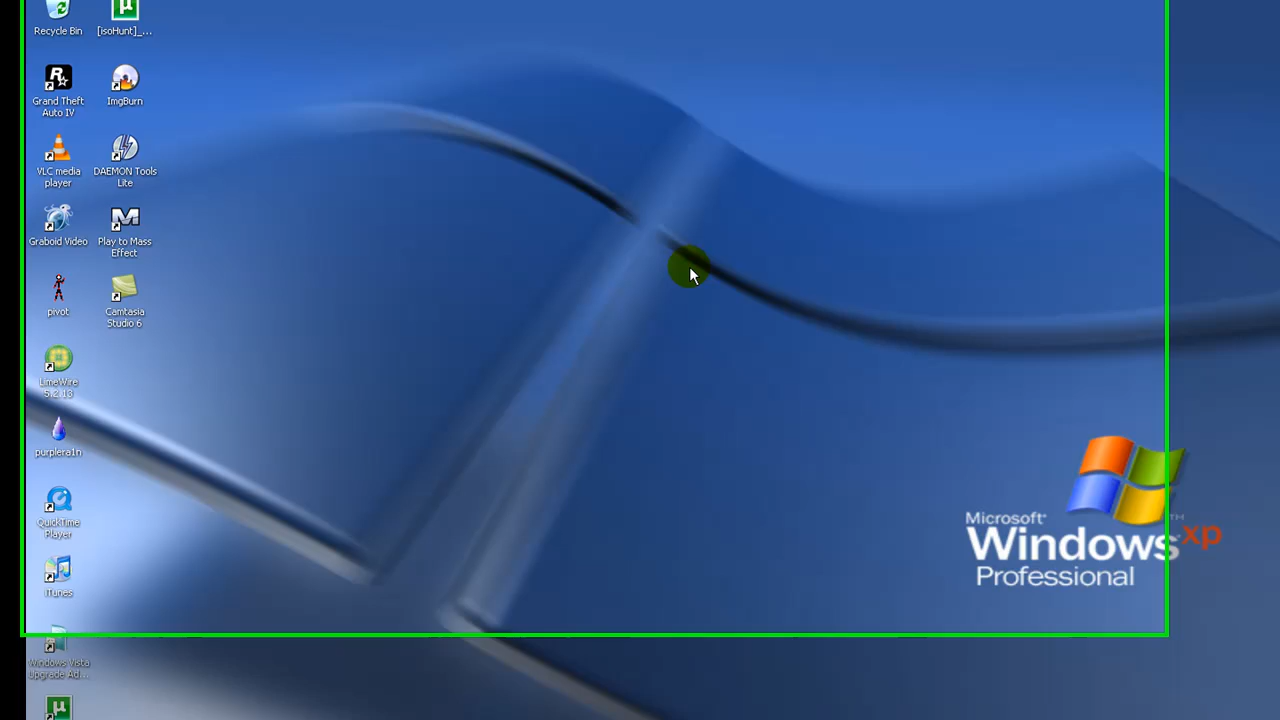 Recycle Bin
[isoHunt]_...
Grand Theft
Auto IV
ImgBurn
VLC media
player
DAEMON Tools
Lite
Graboid Video
Play to Mass
Effect
pivot
Camtasia
Studio 6
LimeWire
5.2.13
purplera1n
QuickTime
Player
iTunes
Windows Vista
Upgrade Ad...
Microsoft®
Windows xp
TM
Professional